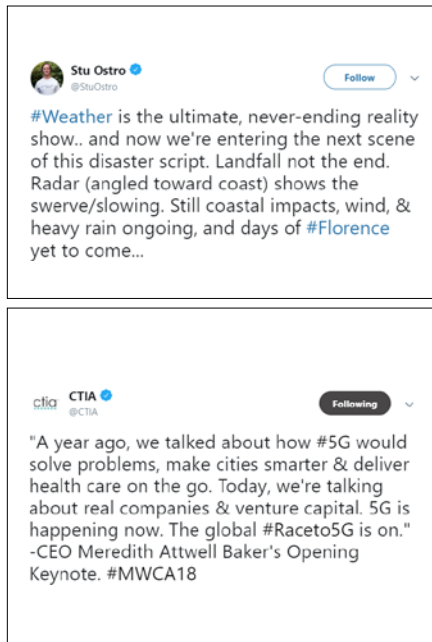 Stu Ostro
@StuOstro
Follow
#Weather is the ultimate, never-ending reality
show.. and now we're entering the next scene
of this disaster script. Landfall not the end.
Radar (angled toward coast) shows the
swerve/slowing. Still coastal impacts, wind, &
heavy rain ongoing, and days of #Florence
yet to come...
ctia
CTIA
@CTIA
Following
"A year ago, we talked about how #5G would
solve problems, make cities smarter & deliver
health care on the go. Today, we're talking
about real companies & venture capital. 5G is
happening now. The global #Raceto5G is on."
-CEO Meredith Attwell Baker's Opening
Keynote. #MWCA18